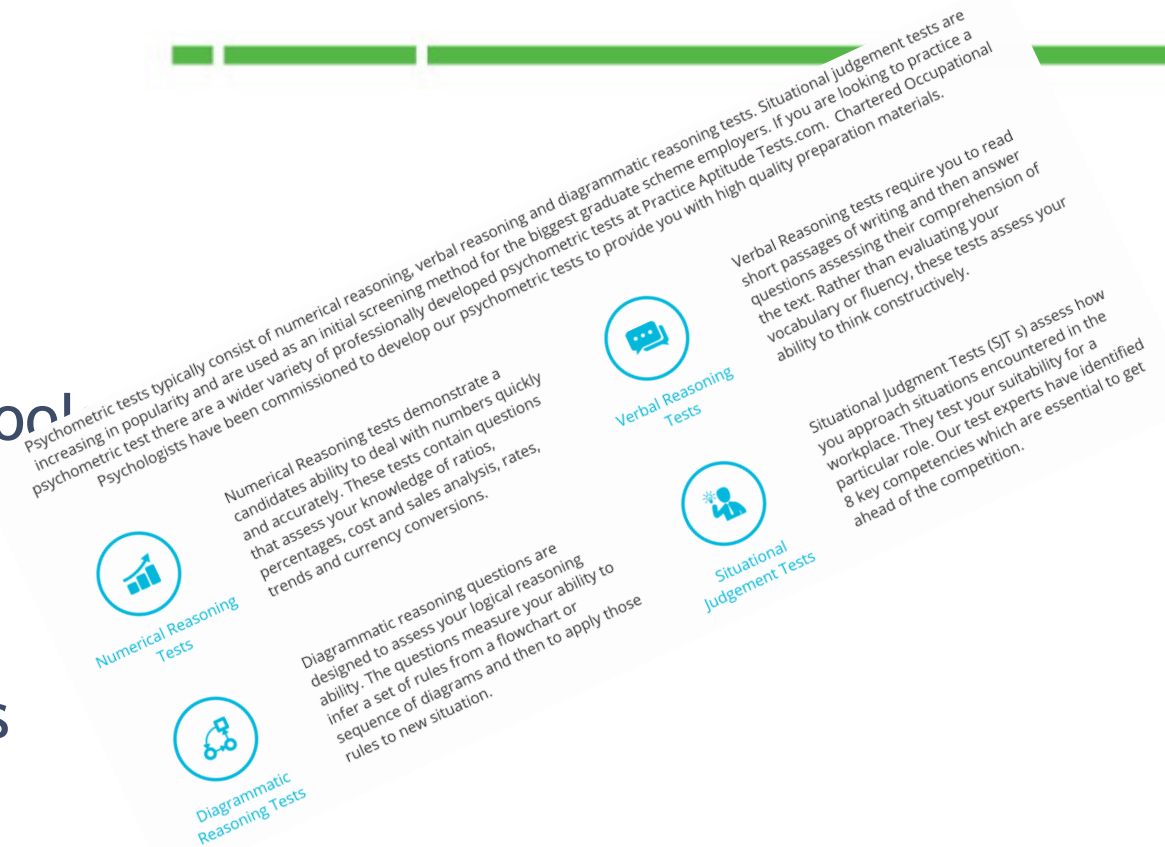 Psychometric tests typically consist of numerical reasoning, verbal reasoning and diagrammatic reasoning tests. Situational judgement tests are
increasing in popularity and are used as an initial screening method for the biggest graduate scheme employers. If you are looking to practice a
psychometric test there are a wider variety of professionally developed psychometric tests at Practice Aptitude Tests.com. Chartered Occupational
Psychologists have been commissioned to develop our psychometric tests to provide you with high quality preparation materials.
Numerical Reasoning
Tests
Numerical Reasoning tests demonstrate a
candidates ability to deal with numbers quickly
and accurately. These tests contain questions
that assess your knowledge of ratios,
percentages, cost and sales analysis, rates,
trends and currency conversions.
Verbal Reasoning
Tests
Verbal Reasoning tests require you to read
short passages of writing and then answer
questions assessing their comprehension of
the text. Rather than evaluating your
vocabulary or fluency, these tests assess your
ability to think constructively.
Diagrammatic
Reasoning Tests
Diagrammatic reasoning questions are
designed to assess your logical reasoning
ability. The questions measure your ability to
infer a set of rules from a flowchart or
sequence of diagrams and then to apply those
rules to new situation.
Situational
Judgement Tests
Situational Judgment Tests (SJT s) assess how
you approach situations encountered in the
workplace. They test your suitability for a
particular role. Our test experts have identified
8 key competencies which are essential to get
ahead of the competition.